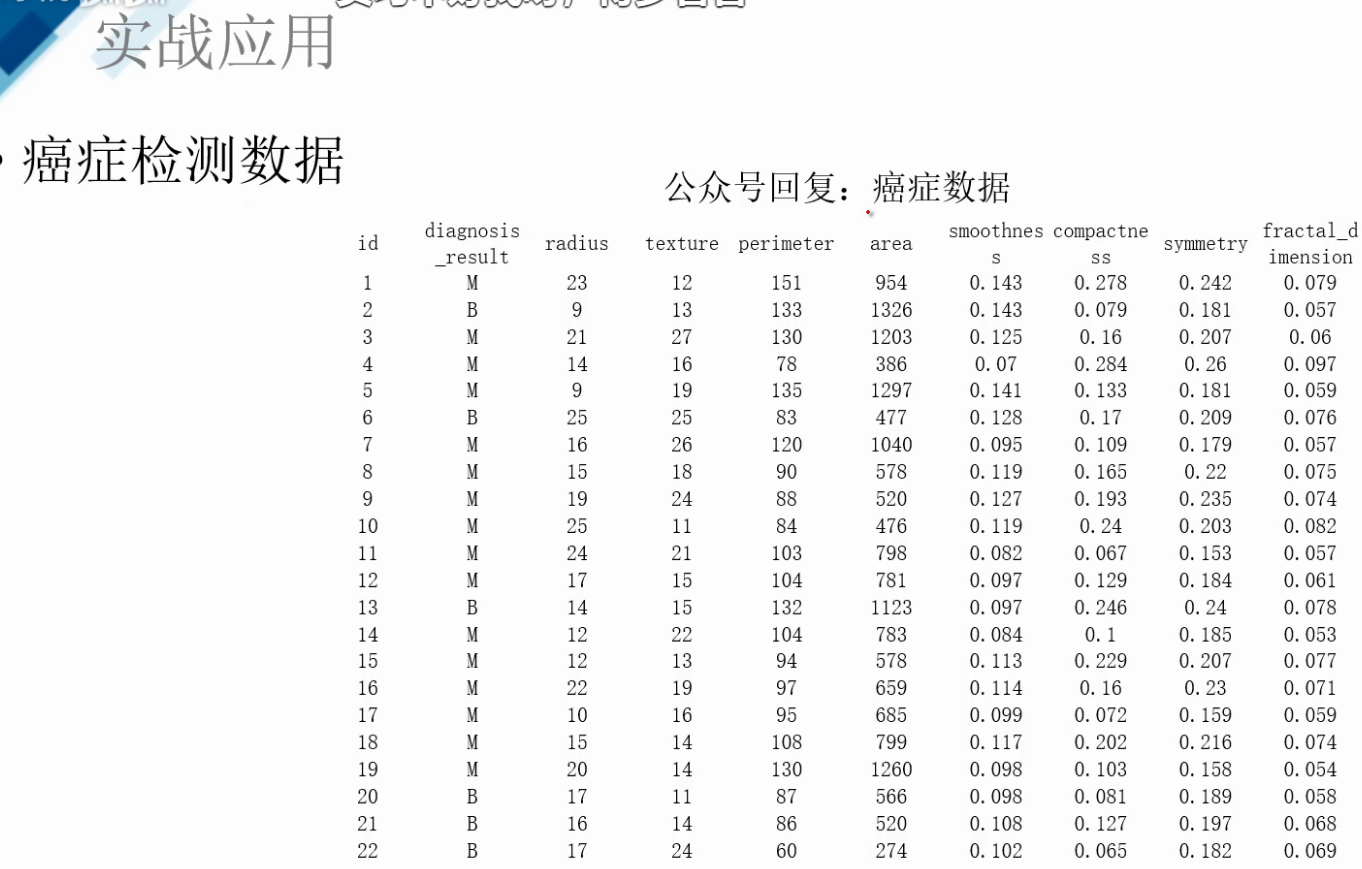 实战应用
癌症检测数据
公众号回复：癌症数据
id diagnosis_result radius texture perimeter area smoothness compactness symmetry fractal_dimension
1 M 23 12 151 954 0.143 0.278 0.242 0.079
2 B 9 13 133 1326 0.143 0.079 0.181 0.057
3 M 21 27 130 1203 0.125 0.16 0.207 0.06
4 M 14 16 78 386 0.07 0.284 0.26 0.097
5 M 9 19 135 1297 0.141 0.133 0.181 0.059
6 B 25 25 83 477 0.128 0.17 0.209 0.076
7 M 16 26 120 1040 0.095 0.109 0.179 0.057
8 M 15 18 90 578 0.119 0.165 0.22 0.075
9 M 19 24 88 520 0.127 0.193 0.235 0.074
10 M 25 11 84 476 0.119 0.24 0.203 0.082
11 M 24 21 103 798 0.082 0.067 0.153 0.057
12 M 17 15 104 781 0.097 0.129 0.184 0.061
13 B 14 15 132 1123 0.097 0.246 0.24 0.078
14 M 12 22 104 783 0.084 0.1 0.185 0.053
15 M 12 13 94 578 0.113 0.229 0.207 0.077
16 M 22 19 97 659 0.114 0.16 0.23 0.071
17 M 10 16 95 685 0.099 0.072 0.159 0.059
18 M 15 14 108 799 0.117 0.202 0.216 0.074
19 M 20 14 130 1260 0.098 0.103 0.158 0.054
20 B 17 11 87 566 0.098 0.081 0.189 0.058
21 B 16 14 86 520 0.108 0.127 0.197 0.068
22 B 17 24 60 274 0.102 0.065 0.182 0.069